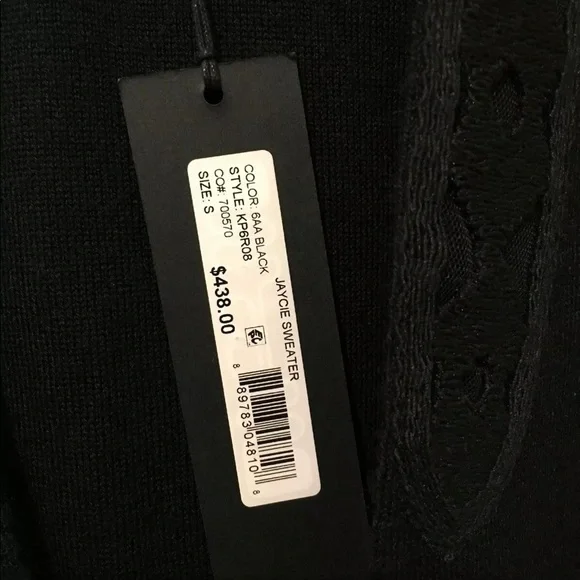 JAYCIE SWEATER
COLOR: 6AA BLACK
STYLE: KP6R08
CO#: 700570
SIZE: S
$438.00
8 89783 04810 8